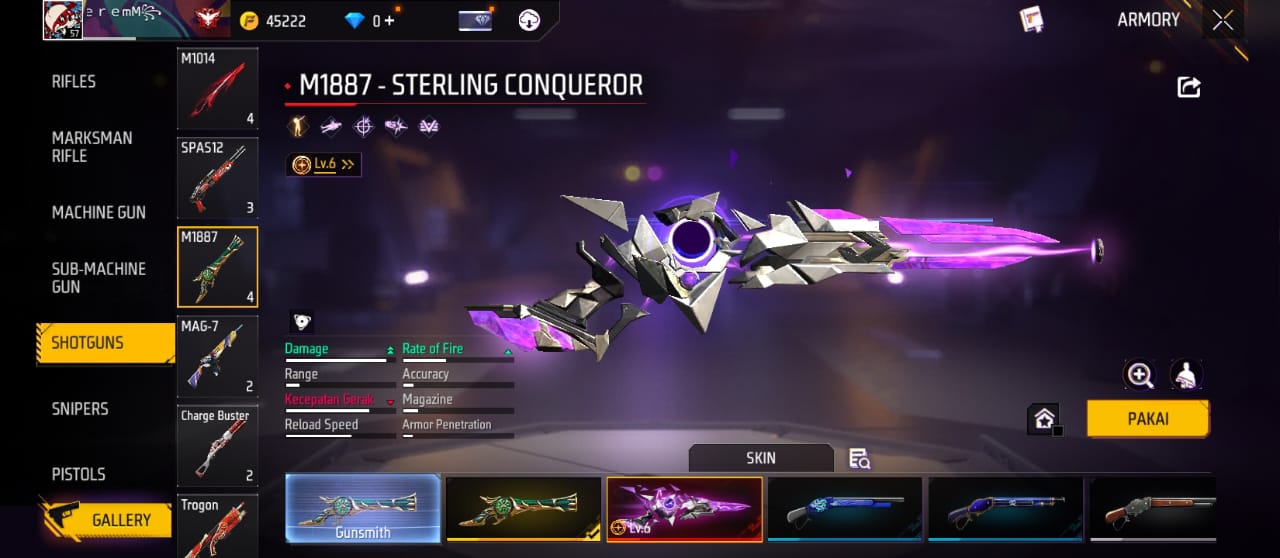 57
45222
0 +
ARMORY
RIFLES
MARKSMAN
RIFLE
MACHINE GUN
SUB-MACHINE
GUN
SHOTGUNS
SNIPERS
PISTOLS
GALLERY
M1014
4
SPAS12
3
M1887
4
MAG-7
2
Charge Buster
2
Trogon
M1887 - STERLING CONQUEROR
Lv.6
Damage
Rate of Fire
Range
Accuracy
Kecepatan Gerak
Magazine
Reload Speed
Armor Penetration
PAKAI
SKIN
Gunsmith
Lv.6